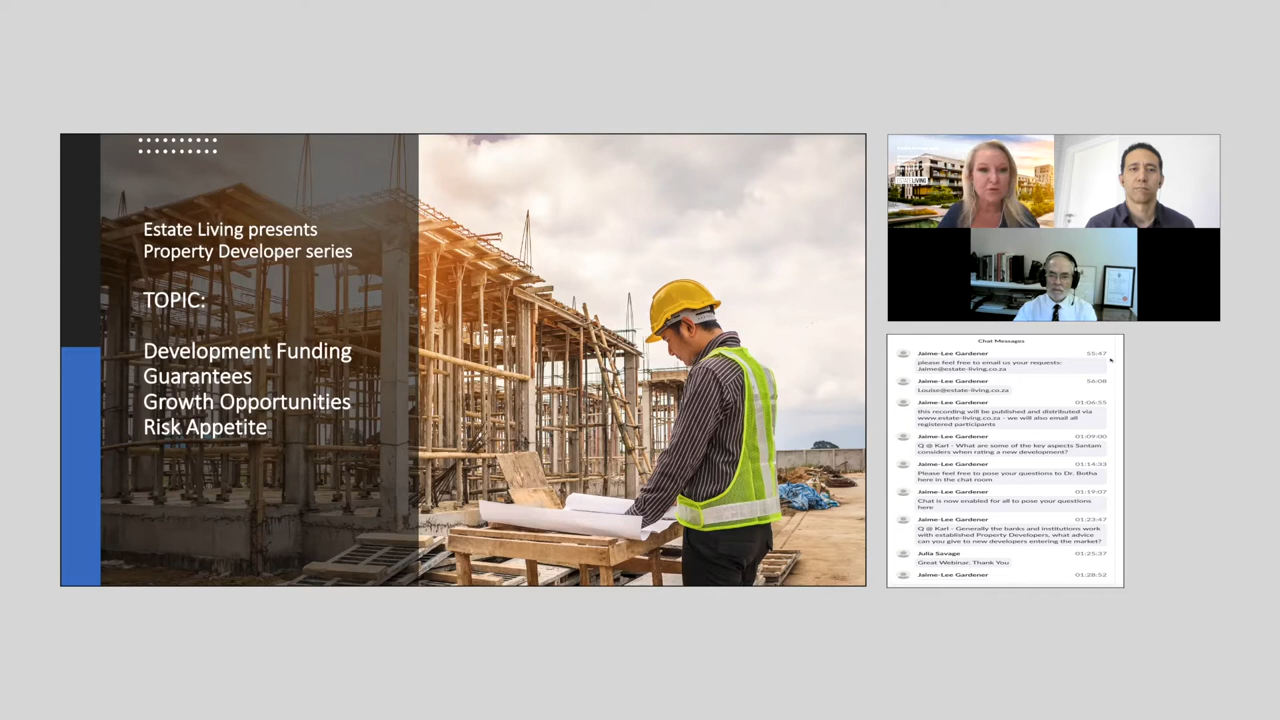 Estate Living presents
Property Developer series
TOPIC:
Development Funding
Guarantees
Growth Opportunities
Risk Appetite
ESTATE LIVING
Chat Messages
Jaime-Lee Gardener 55:47
please feel free to email us your requests:
Jaime@estate-living.co.za
Jaime-Lee Gardener 56:08
Louise@estate-living.co.za
Jaime-Lee Gardener 01:06:55
this recording will be published and distributed via
www.estate-living.co.za - we will also email all
registered participants
Jaime-Lee Gardener 01:09:00
Q @ Karl - What are some of the key aspects Santam
considers when rating a new development?
Jaime-Lee Gardener 01:14:33
Please feel free to pose your questions to Dr. Botha
here in the chat room
Jaime-Lee Gardener 01:19:07
Chat is now enabled for all to pose your questions
here
Jaime-Lee Gardener 01:23:47
Q @ Karl - Generally the banks and institutions work
with established Property Developers, what advice
can you give to new developers entering the market?
Julia Savage 01:25:37
Great Webinar, Thank You
Jaime-Lee Gardener 01:28:52